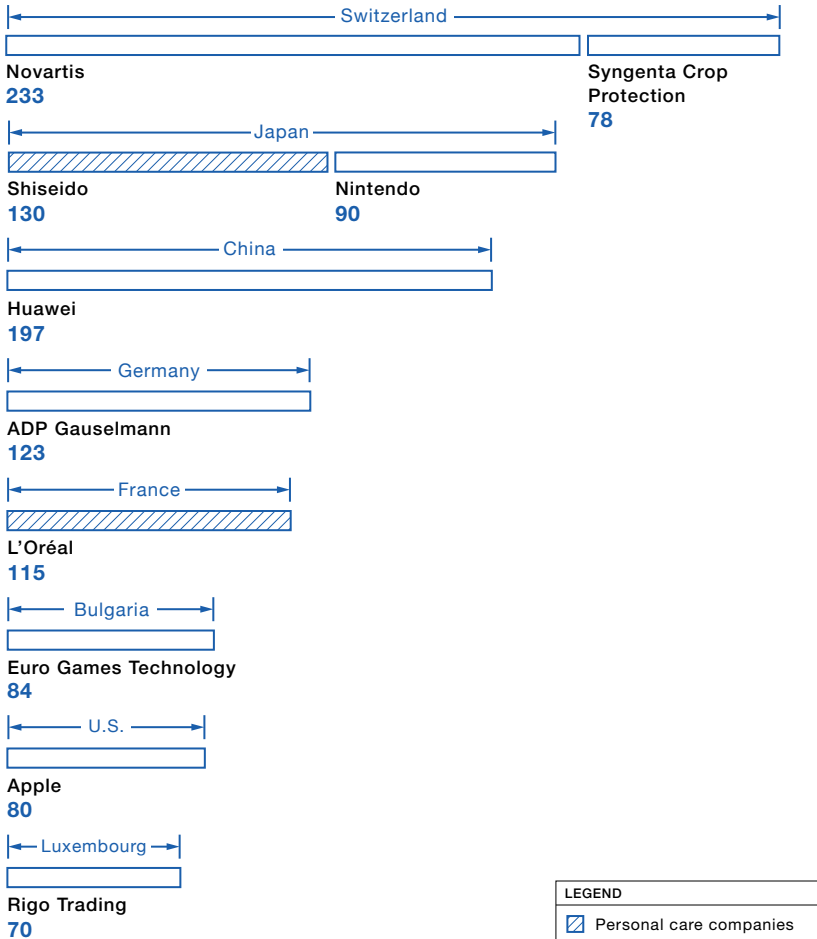 Switzerland
Novartis
233
Syngenta Crop
Protection
78
Japan
Shiseido
130
Nintendo
90
China
Huawei
197
Germany
ADP Gauselmann
123
France
L’Oréal
115
Bulgaria
Euro Games Technology
84
U.S.
Apple
80
Luxembourg
Rigo Trading
70
LEGEND
Personal care companies